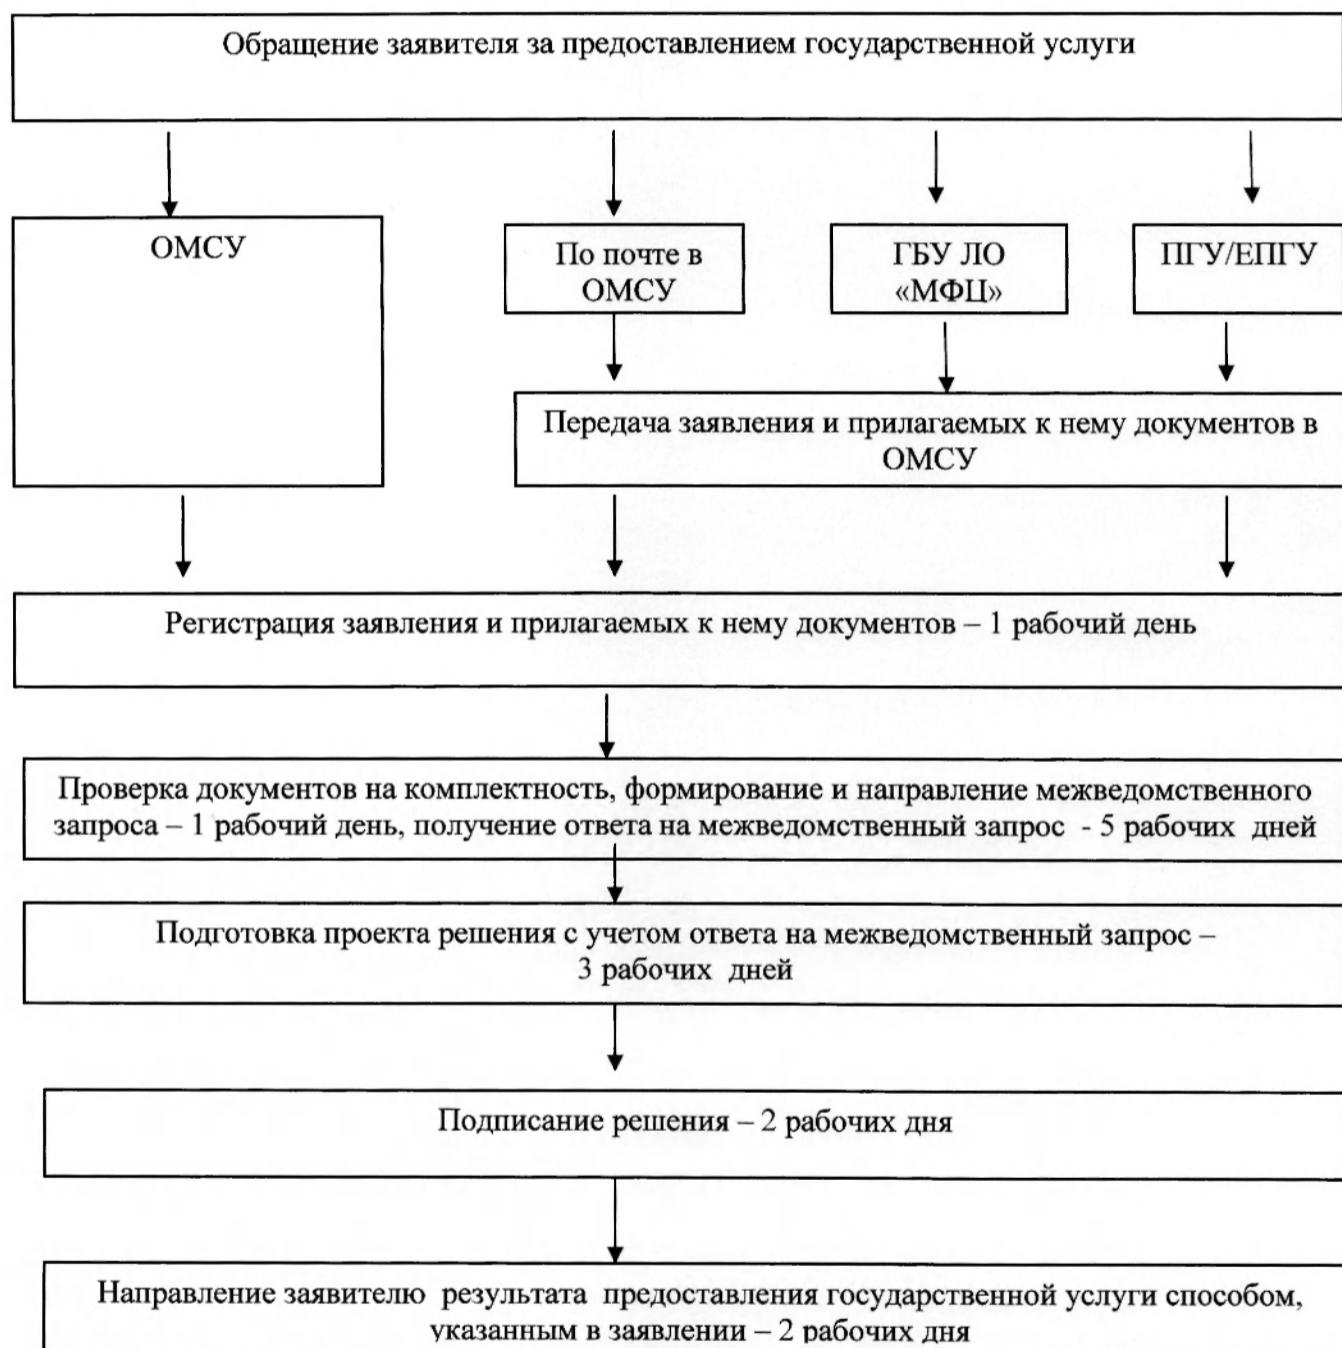 Обращение заявителя за предоставлением государственной услуги
ОМСУ
По почте в
ОМСУ
ГБУ ЛО
«МФЦ»
ПГУ/ЕПГУ
Передача заявления и прилагаемых к нему документов в
ОМСУ
Регистрация заявления и прилагаемых к нему документов – 1 рабочий день
Проверка документов на комплектность, формирование и направление межведомственного
запроса – 1 рабочий день, получение ответа на межведомственный запрос - 5 рабочих дней
Подготовка проекта решения с учетом ответа на межведомственный запрос –
3 рабочих дней
Подписание решения – 2 рабочих дня
Направление заявителю результата предоставления государственной услуги способом,
указанным в заявлении – 2 рабочих дня